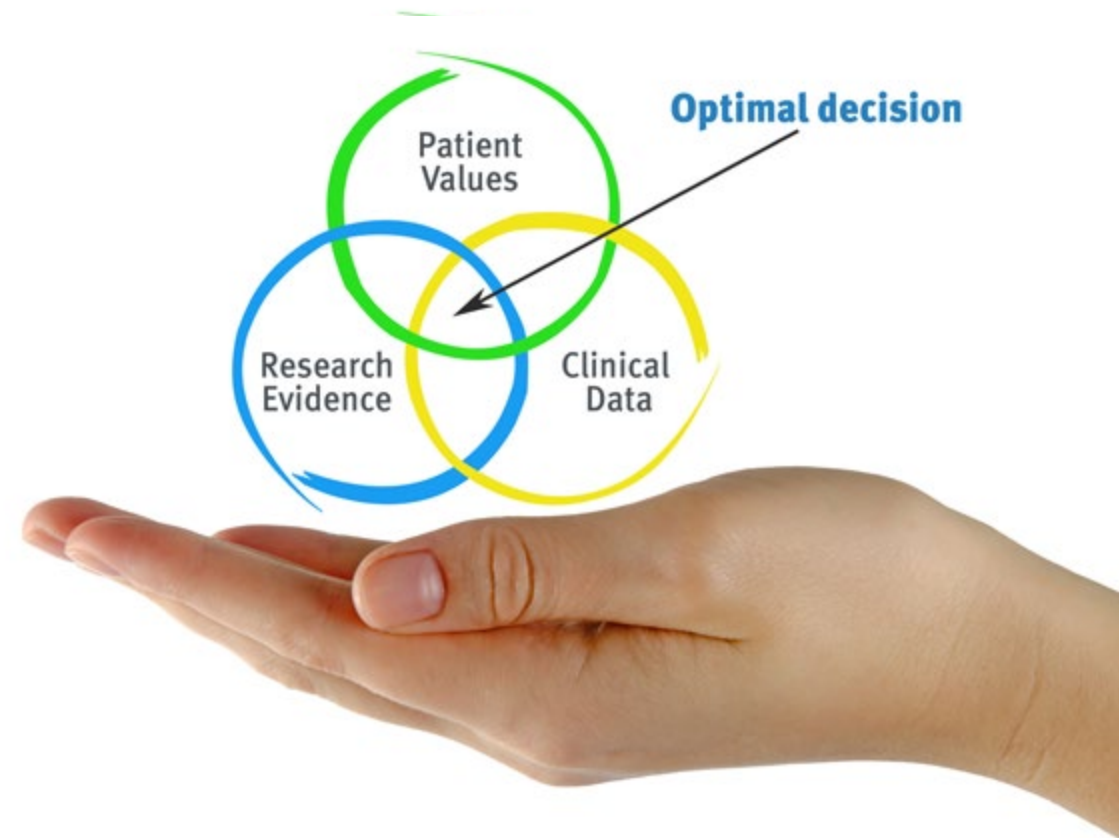 Optimal decision
Patient
Values
Research
Evidence
Clinical
Data